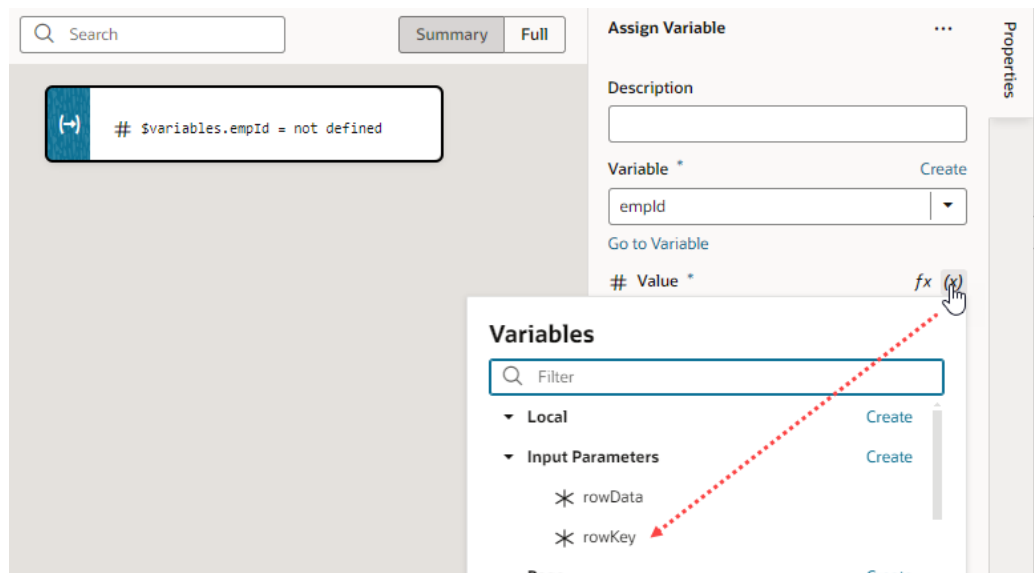 Search
Summary Full
(→) # $variables.empId = not defined
Assign Variable ...
Properties
Description
Variable * Create
empId
Go to Variable
# Value * fx (x)
Variables
Filter
Local Create
Input Parameters Create
rowData
rowKey